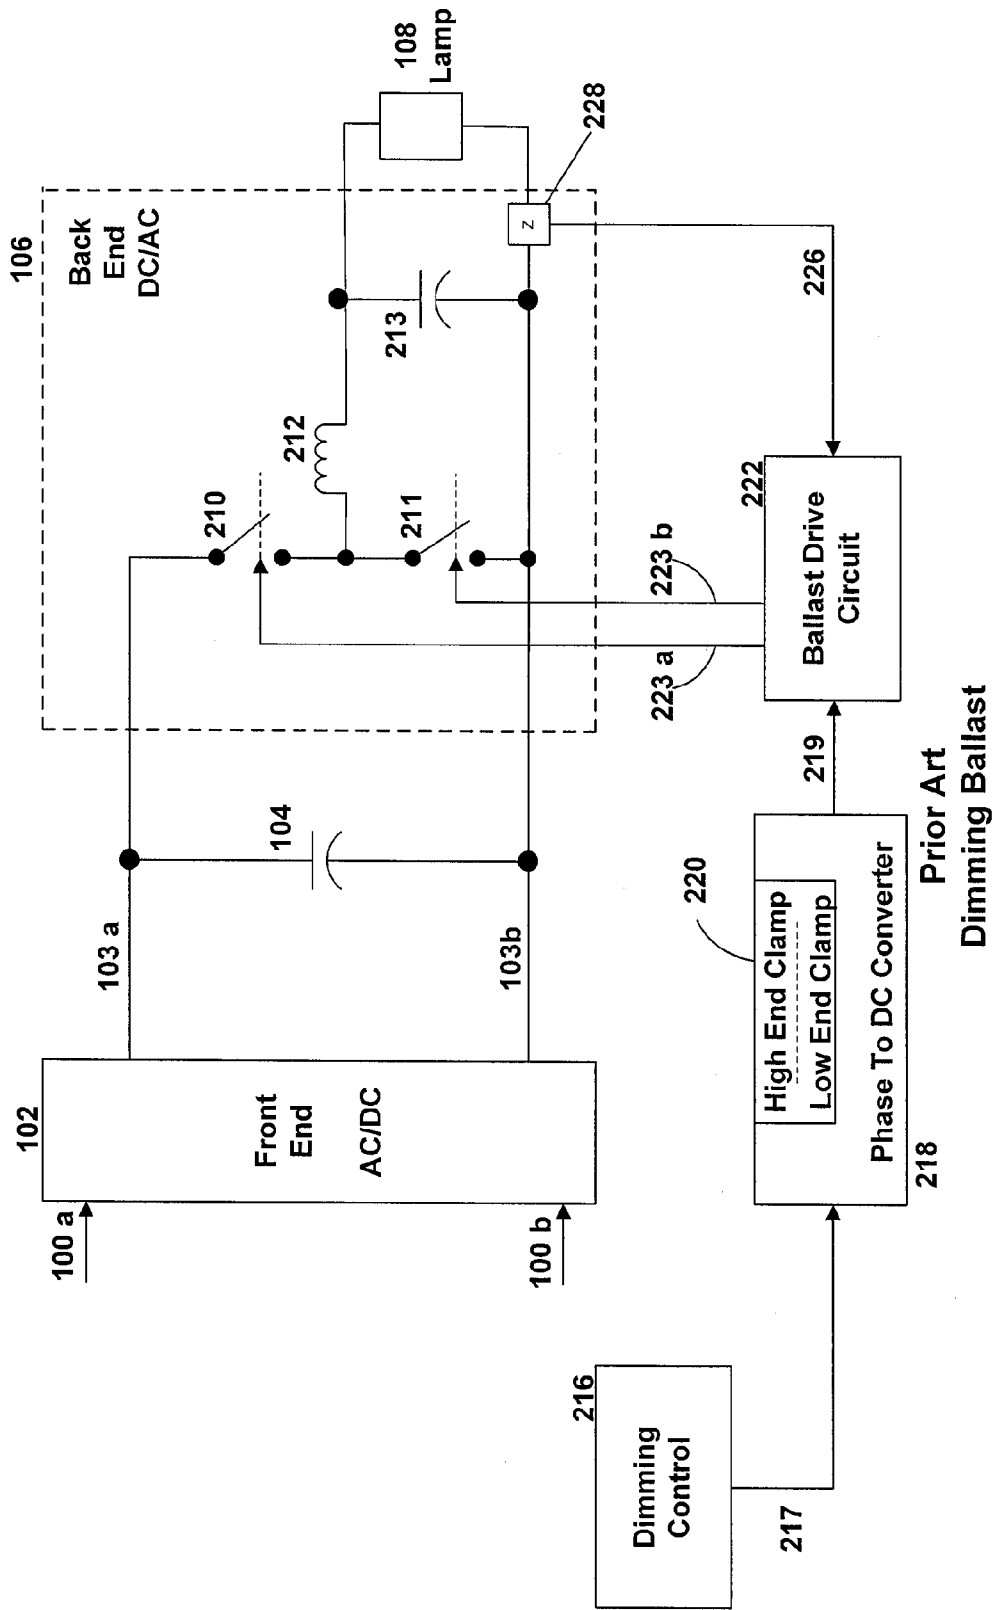 106
Back
End
DC/AC
108
Lamp
102
Front
End
AC/DC
100 a
100 b
103 a
103b
104
210
211
212
213
228
Z
226
223 a
223 b
222
Ballast Drive
Circuit
219
220
High End Clamp
Low End Clamp
Phase To DC Converter
218
216
Dimming
Control
217
Prior Art
Dimming Ballast